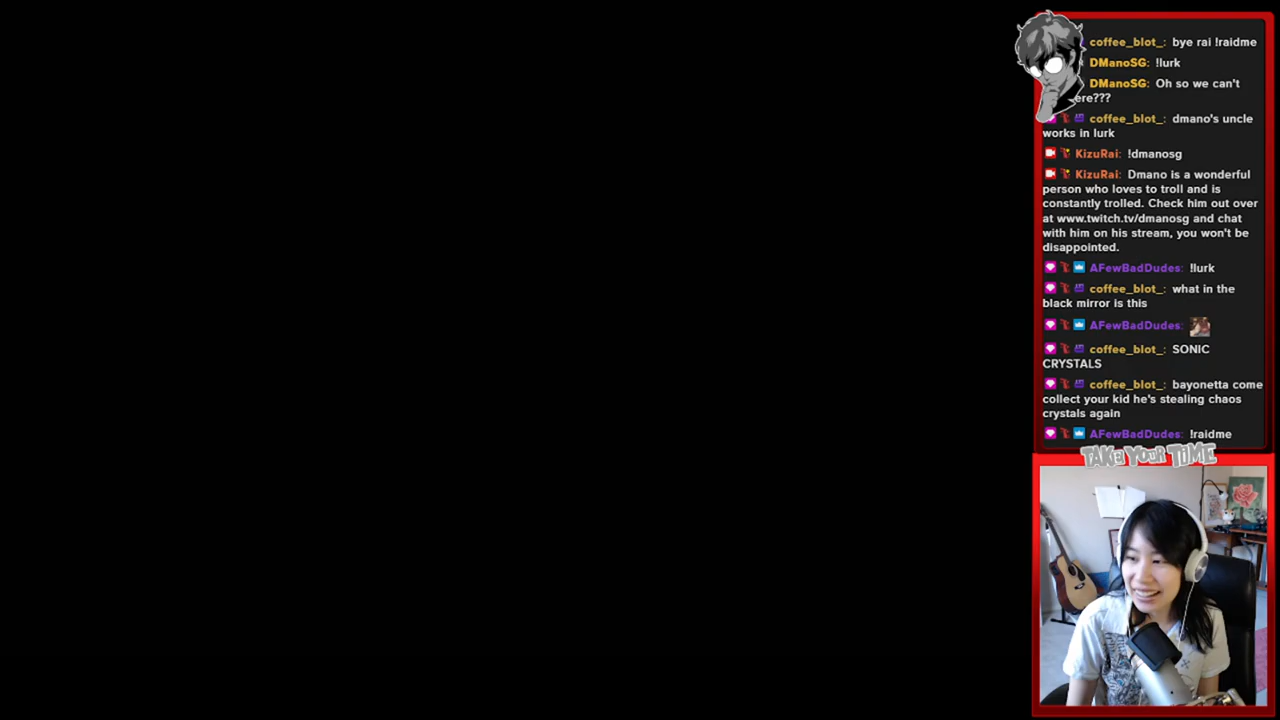 coffee_blot_: bye rai !raidme
DManoSG: !lurk
DManoSG: Oh so we can't
ere???
coffee_blot_: dmano's uncle
works in lurk
KizuRai: !dmanosg
KizuRai: Dmano is a wonderful
person who loves to troll and is
constantly trolled. Check him out over
at www.twitch.tv/dmanosg and chat
with him on his stream, you won't be
disappointed.
AFewBadDudes: !lurk
coffee_blot_: what in the
black mirror is this
AFewBadDudes:
coffee_blot_: SONIC
CRYSTALS
coffee_blot_: bayonetta come
collect your kid he's stealing chaos
crystals again
AFewBadDudes: !raidme
TAKE YOUR TIME